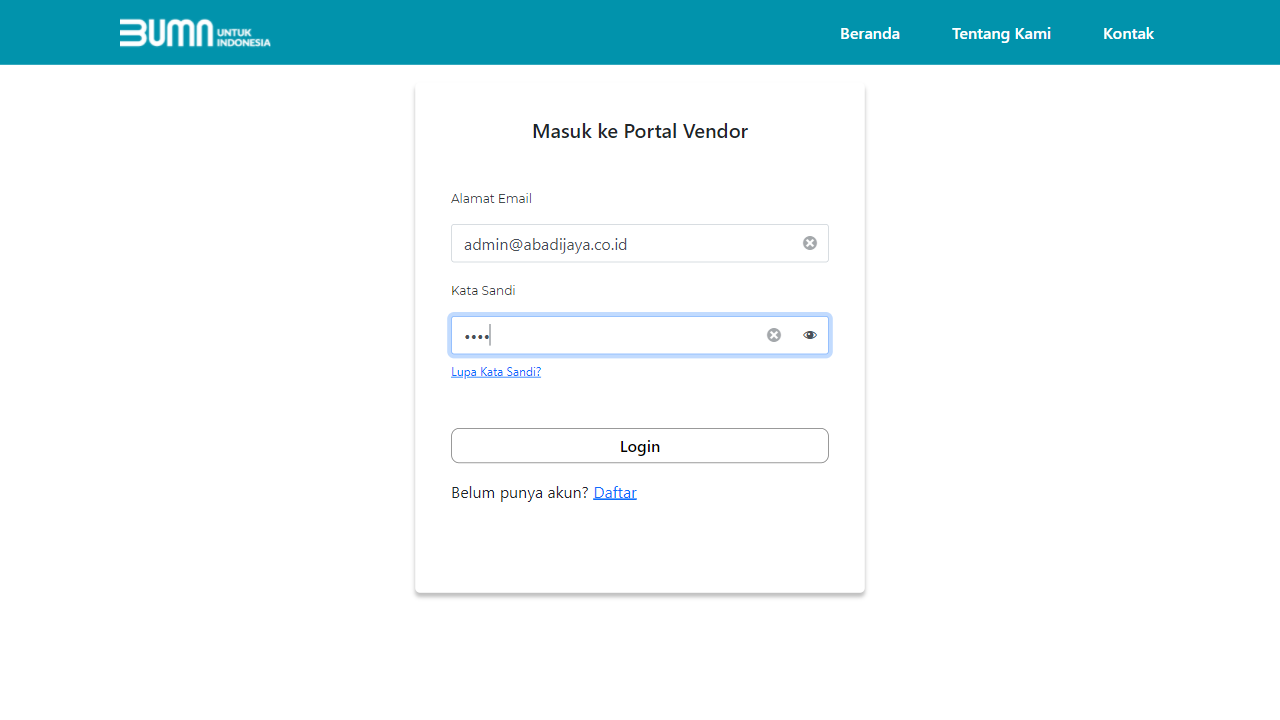 BUMN UNTUK
INDONESIA
Beranda
Tentang Kami
Kontak
Masuk ke Portal Vendor
Alamat Email
admin@abadijaya.co.id
Kata Sandi
••••
Lupa Kata Sandi?
Login
Belum punya akun? Daftar